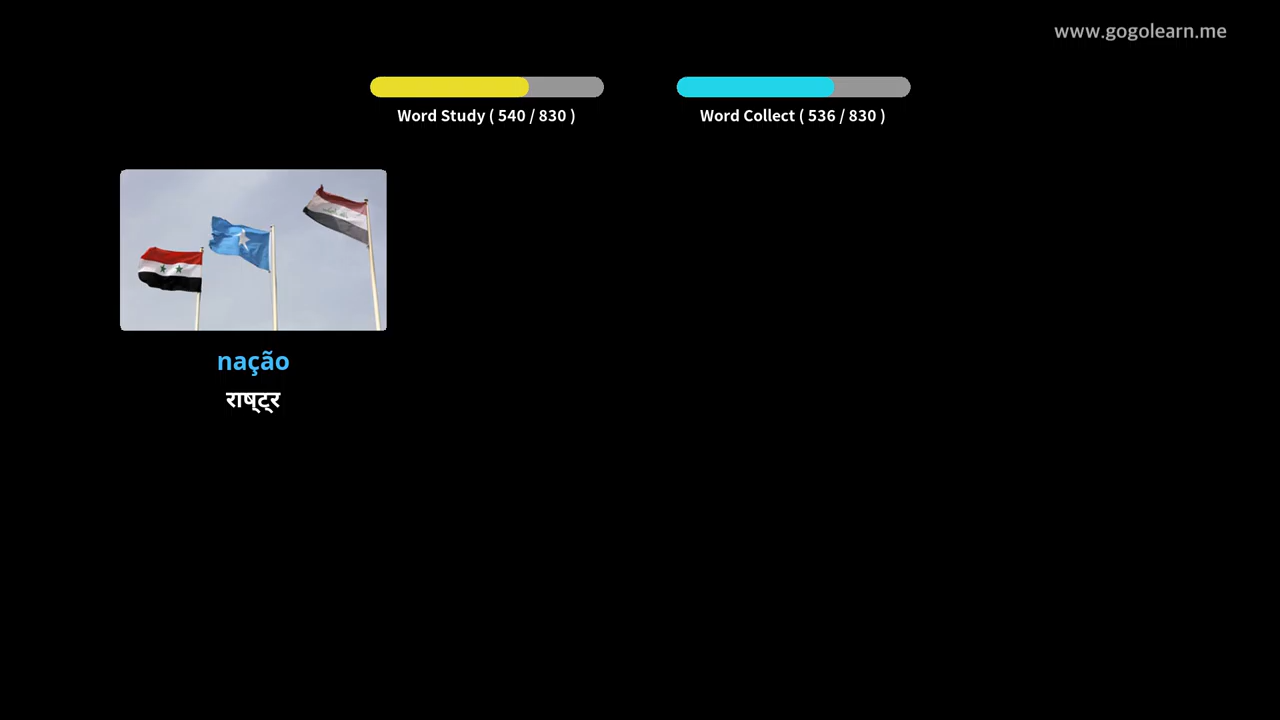 www.gogolearn.me
Word Study ( 540 / 830 )
Word Collect ( 536 / 830 )
nação
राष्ट्र